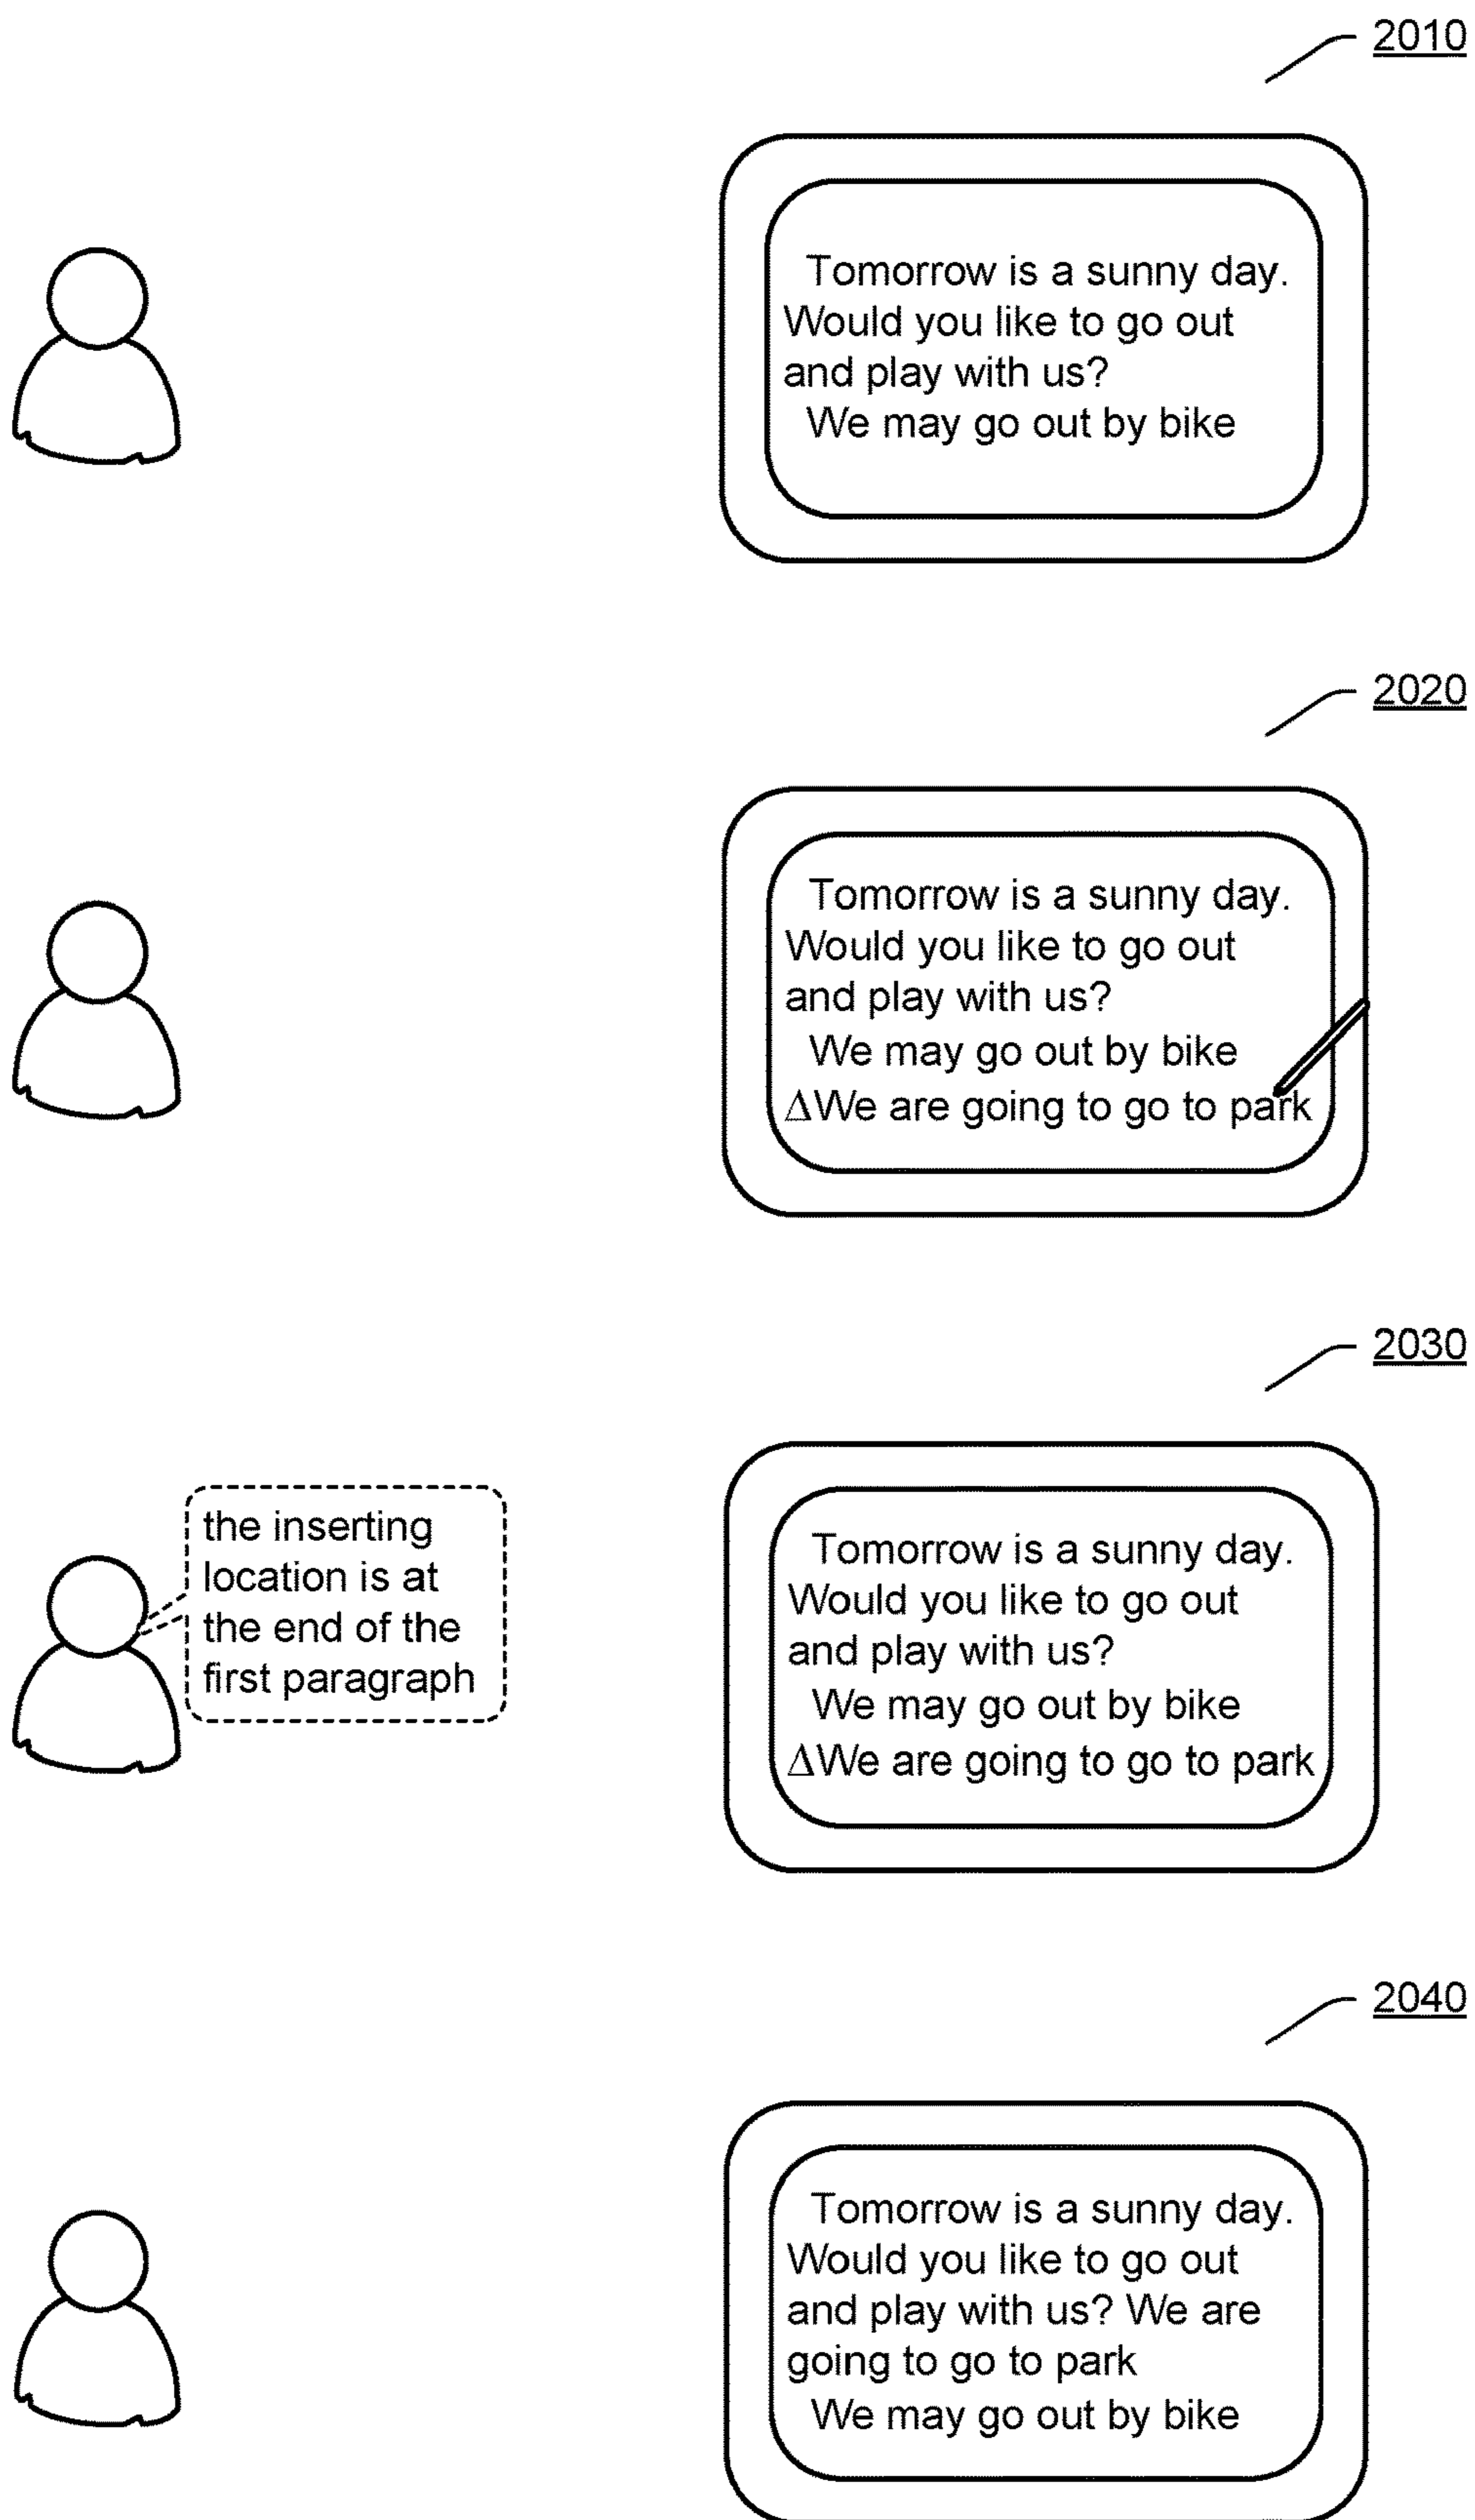 2010
Tomorrow is a sunny day.
Would you like to go out
and play with us?
We may go out by bike
2020
Tomorrow is a sunny day.
Would you like to go out
and play with us?
We may go out by bike
ΔWe are going to go to park
2030
the inserting
location is at
the end of the
first paragraph
Tomorrow is a sunny day.
Would you like to go out
and play with us?
We may go out by bike
ΔWe are going to go to park
2040
Tomorrow is a sunny day.
Would you like to go out
and play with us? We are
going to go to park
We may go out by bike